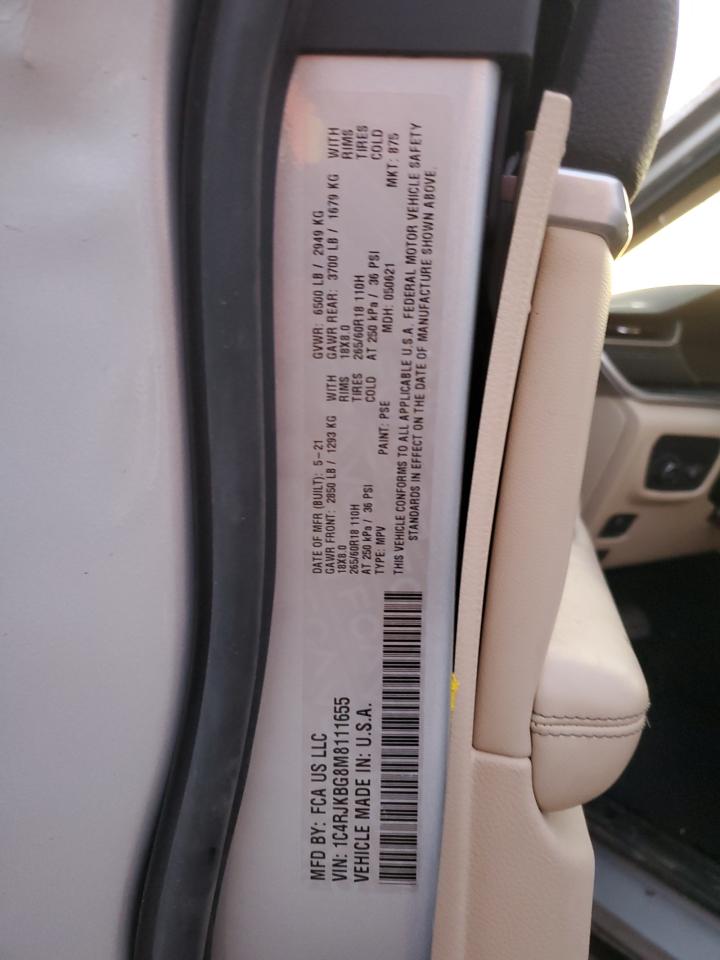 MFD BY: FCA US LLC
VIN: 1C4RJKBG8M8111655
VEHICLE MADE IN: U.S.A.
DATE OF MFR (BUILT): 5-21
GAWR FRONT: 2850 LB / 1293 KG WITH
18X8.0 RIMS
265/60R18 110H TIRES
AT 250 kPa / 36 PSI COLD
TYPE: MPV PAINT: PSE
GVWR: 6500 LB / 2949 KG
GAWR REAR: 3700 LB / 1679 KG WITH
18X8.0 RIMS
265/60R18 110H TIRES
AT 250 kPa / 36 PSI COLD
MDH: 050621 MKT: 875
THIS VEHICLE CONFORMS TO ALL APPLICABLE U.S.A. FEDERAL MOTOR VEHICLE SAFETY
STANDARDS IN EFFECT ON THE DATE OF MANUFACTURE SHOWN ABOVE.